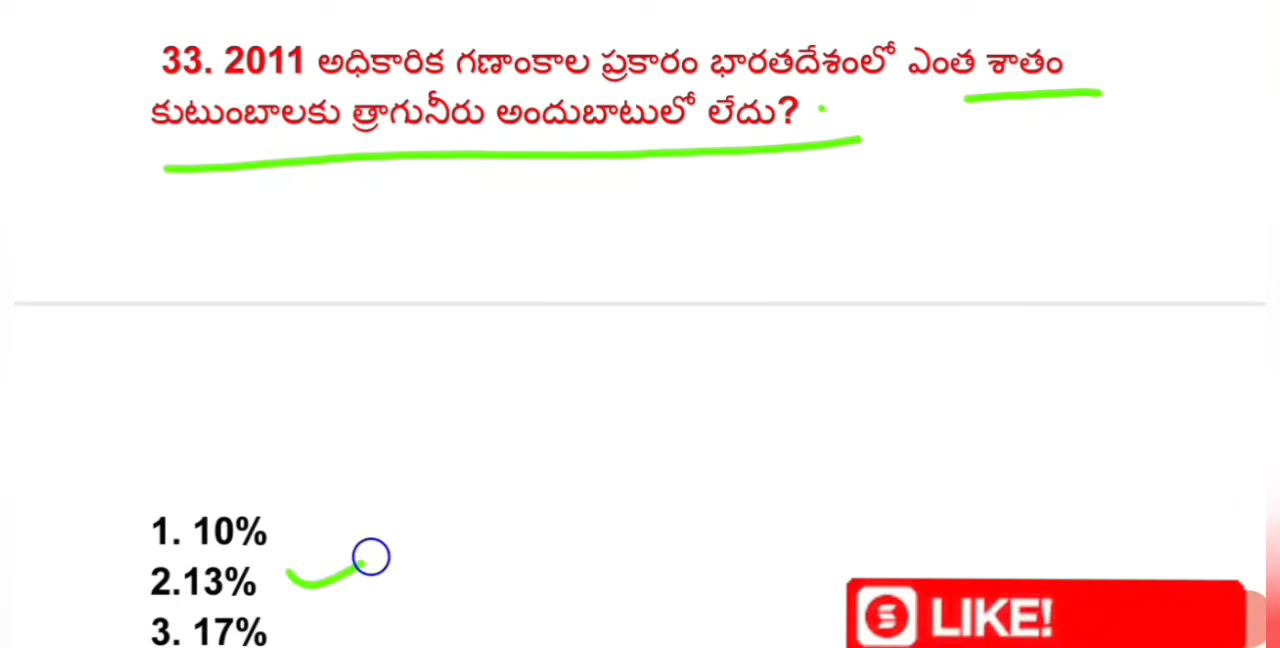 33. 2011 అధికారిక గణాంకాల ప్రకారం భారతదేశంలో ఎంత శాతం
కుటుంబాలకు త్రాగునీరు అందుబాటులో లేదు?
1. 10%
2.13%
3. 17%
LIKE!